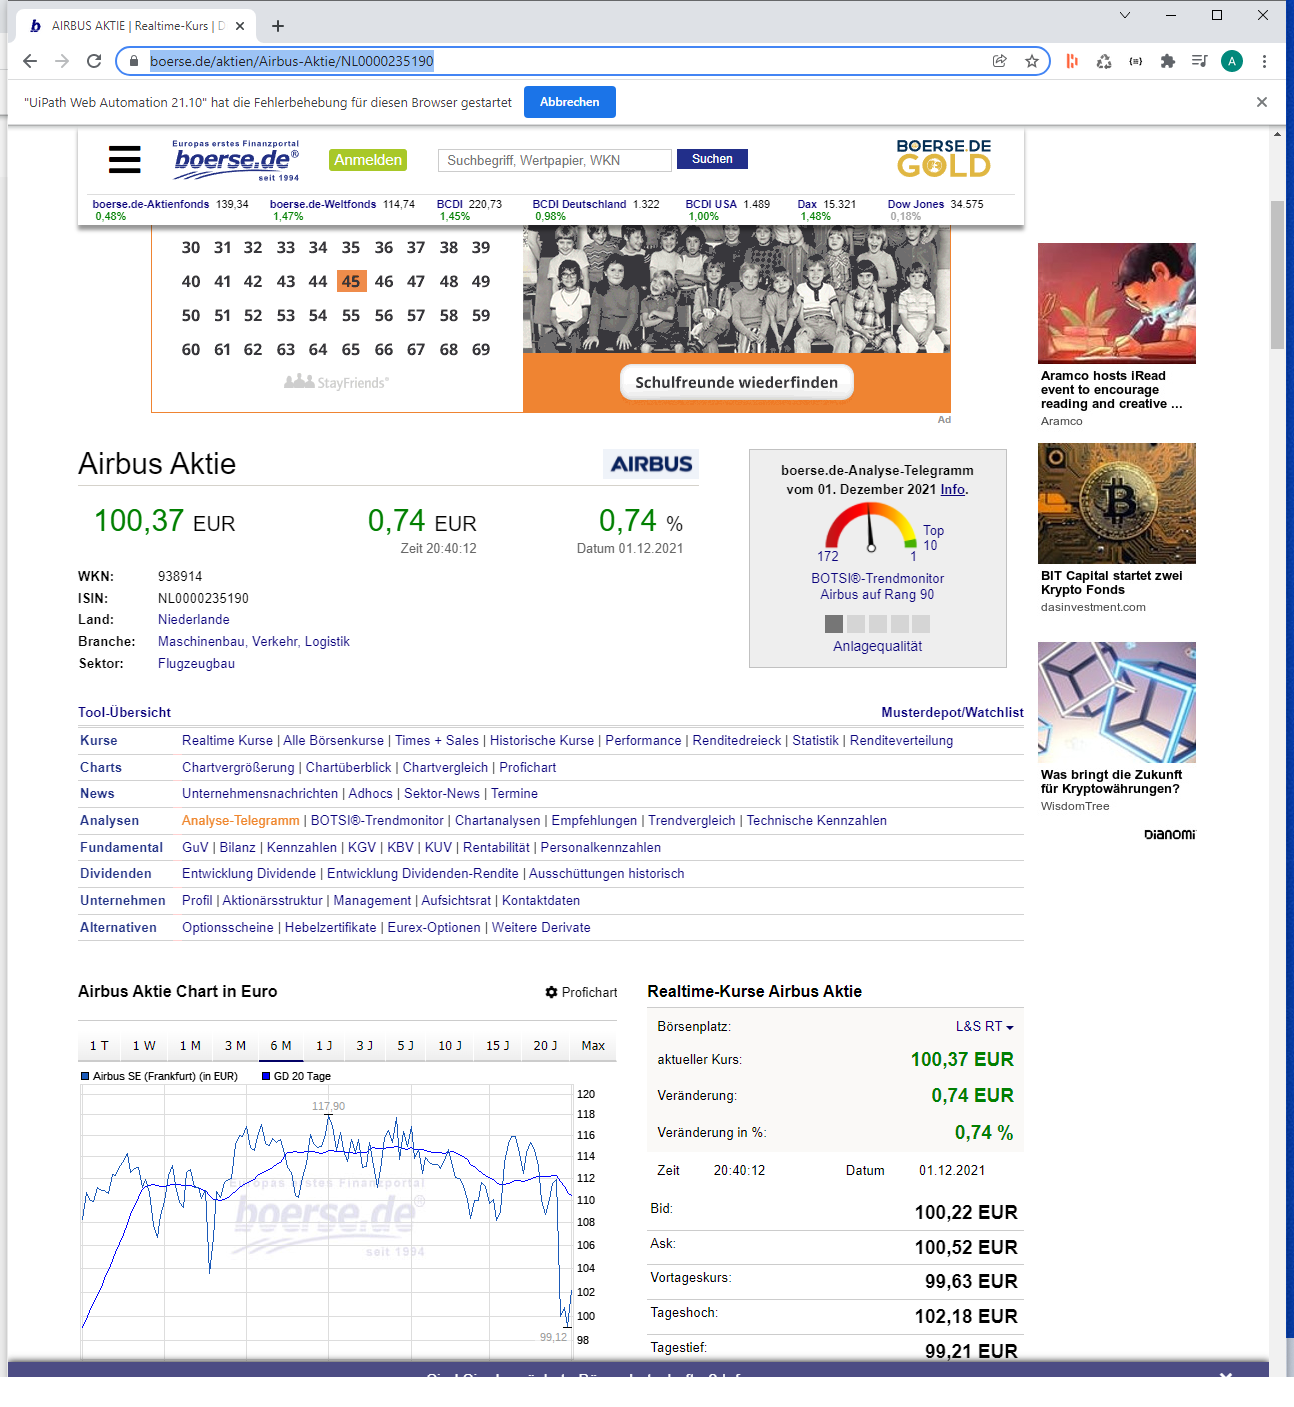 AIRBUS AKTIE | Realtime-Kurs | D
boerse.de/aktien/Airbus-Aktie/NL0000235190
A
"UiPath Web Automation 21.10" hat die Fehlerbehebung für diesen Browser gestartet
Abbrechen
Europas erstes Finanzportal
boerse.de®
seit 1994
Anmelden
Suchbegriff, Wertpapier, WKN
Suchen
BOERSE.DE
GOLD
boerse.de-Aktienfonds 139,34 boerse.de-Weltfonds 114,74 BCDI 220,73 BCDI Deutschland 1.322 BCDI USA 1.489 Dax 15.321 Dow Jones 34.575
0,48% 1,47% 1,45% 0,98% 1,00% 1,48% 0,18%
30 31 32 33 34 35 36 37 38 39
40 41 42 43 44 45 46 47 48 49
50 51 52 53 54 55 56 57 58 59
60 61 62 63 64 65 66 67 68 69
StayFriends®
Schulfreunde wiederfinden
Ad
Aramco hosts iRead
event to encourage
reading and creative ...
Aramco
BIT Capital startet zwei
Krypto Fonds
dasinvestment.com
Was bringt die Zukunft
für Kryptowährungen?
WisdomTree
DIANOMI
Airbus Aktie
AIRBUS
100,37 EUR 0,74 EUR 0,74 %
Zeit 20:40:12 Datum 01.12.2021
WKN: 938914
ISIN: NL0000235190
Land: Niederlande
Branche: Maschinenbau, Verkehr, Logistik
Sektor: Flugzeugbau
boerse.de-Analyse-Telegramm
vom 01. Dezember 2021 Info.
Top
10
172 1
BOTSI®-Trendmonitor
Airbus auf Rang 90
Anlagequalität
Tool-Übersicht Musterdepot/Watchlist
Kurse Realtime Kurse | Alle Börsenkurse | Times + Sales | Historische Kurse | Performance | Renditedreieck | Statistik | Renditeverteilung
Charts Chartvergrößerung | Chartüberblick | Chartvergleich | Profichart
News Unternehmensnachrichten | Adhocs | Sektor-News | Termine
Analysen Analyse-Telegramm | BOTSI®-Trendmonitor | Chartanalysen | Empfehlungen | Trendvergleich | Technische Kennzahlen
Fundamental GuV | Bilanz | Kennzahlen | KGV | KBV | KUV | Rentabilität | Personalkennzahlen
Dividenden Entwicklung Dividende | Entwicklung Dividenden-Rendite | Ausschüttungen historisch
Unternehmen Profil | Aktionärsstruktur | Management | Aufsichtsrat | Kontaktdaten
Alternativen Optionsscheine | Hebelzertifikate | Eurex-Optionen | Weitere Derivate
Airbus Aktie Chart in Euro
Profichart
1 T 1 W 1 M 3 M 6 M 1 J 3 J 5 J 10 J 15 J 20 J Max
Airbus SE (Frankfurt) (in EUR) GD 20 Tage
117,90
Europas erstes Finanzportal
boerse.de®
seit 1994
99,12
120
118
116
114
112
110
108
106
104
102
100
98
Realtime-Kurse Airbus Aktie
Börsenplatz: L&S RT
aktueller Kurs: 100,37 EUR
Veränderung: 0,74 EUR
Veränderung in %: 0,74 %
Zeit 20:40:12 Datum 01.12.2021
Bid: 100,22 EUR
Ask: 100,52 EUR
Vortageskurs: 99,63 EUR
Tageshoch: 102,18 EUR
Tagestief: 99,21 EUR